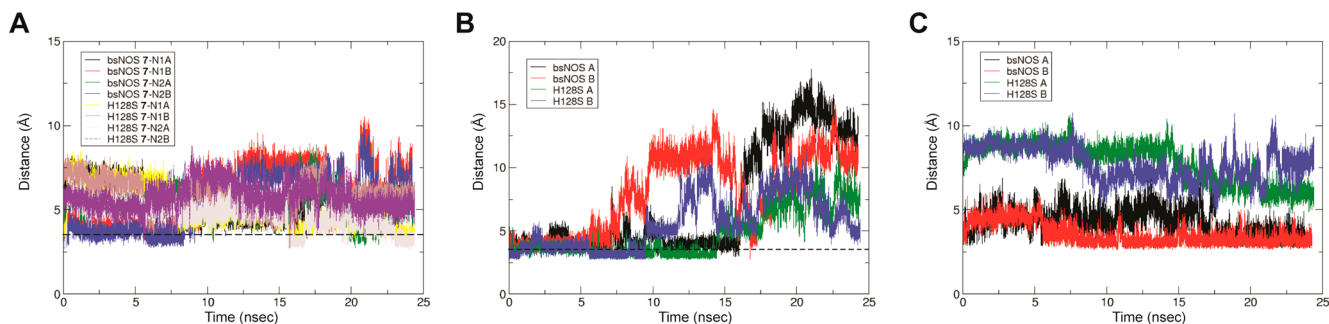 A
15
10
5
0
Distance (Å)
bsNOS 7-N1A
bsNOS 7-N1B
bsNOS 7-N2A
bsNOS 7-N2B
H128S 7-N1A
H128S 7-N1B
H128S 7-N2A
H128S 7-N2B
0 5 10 15 20 25
Time (nsec)
B
20
15
10
5
0
Distance (Å)
bsNOS A
bsNOS B
H128S A
H128S B
0 5 10 15 20 25
Time (nsec)
C
15
10
5
0
Distance (Å)
bsNOS A
bsNOS B
H128S A
H128S B
0 5 10 15 20 25
Time (nsec)